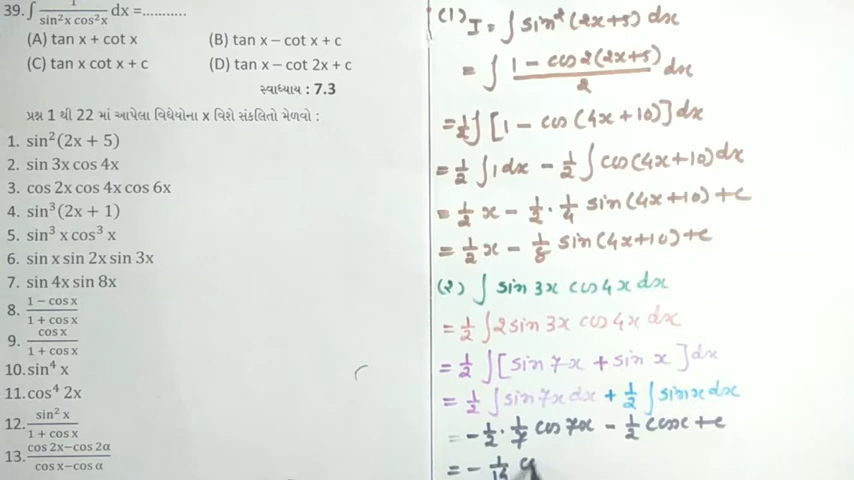 39. ∫ 1/(sin²x cos²x) dx = ...........
(A) tan x + cot x (B) tan x − cot x + c
(C) tan x cot x + c (D) tan x − cot 2x + c
સ્વાધ્યાય : 7.3
પ્રશ્ન 1 થી 22 માં આપેલા વિધેયોના x વિશે સંકલિતો મેળવો :
1. sin²(2x + 5)
2. sin 3x cos 4x
3. cos 2x cos 4x cos 6x
4. sin³(2x + 1)
5. sin³ x cos³ x
6. sin x sin 2x sin 3x
7. sin 4x sin 8x
8. (1 − cos x)/(1 + cos x)
9. cos x/(1 + cos x)
10. sin⁴ x
11. cos⁴ 2x
12. sin² x/(1 + cos x)
13. (cos 2x−cos 2α)/(cos x−cos α)
(1) I = ∫ sin²(2x+5) dx
= ∫ (1 − cos 2(2x+5))/2 dx
= 1/2 ∫ [1 − cos (4x+10)] dx
= 1/2 ∫ 1 dx − 1/2 ∫ cos(4x+10) dx
= 1/2 x − 1/2 · 1/4 sin(4x+10) + c
= 1/2 x − 1/8 sin(4x+10) + c
(૨) ∫ sin 3x cos 4x dx
= 1/2 ∫ 2 sin 3x cos 4x dx
= 1/2 ∫ [sin 7x + sin x] dx
= 1/2 ∫ sin 7x dx + 1/2 ∫ sin x dx
= − 1/2 · 1/7 cos 7x − 1/2 cosx + c
= − 1/14 c